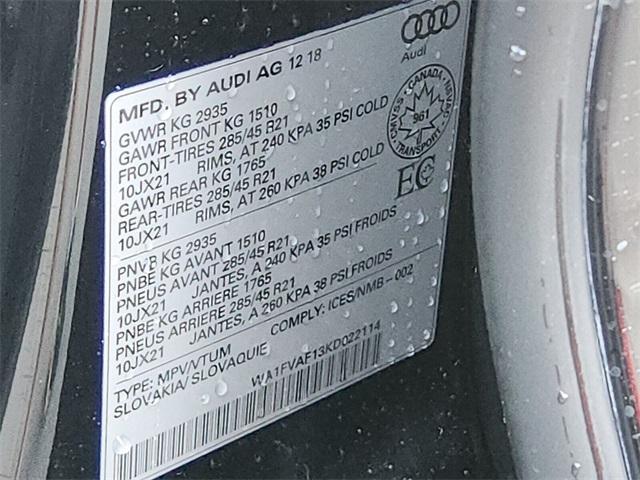 Audi
MFD. BY AUDI AG 12 18
GVWR KG 2935
GAWR FRONT KG 1510
FRONT-TIRES 285/45 R21
10JX21 RIMS, AT 240 KPA 35 PSI COLD
GAWR REAR KG 1765
REAR-TIRES 285/45 R21
10JX21 RIMS, AT 260 KPA 38 PSI COLD
CANADA
961
TRANSPORT
EC
PNVB KG 2935
PNBE KG AVANT 1510
PNEUS AVANT 285/45 R21
10JX21 JANTES, A 240 KPA 35 PSI FROIDS
PNBE KG ARRIERE 1765
PNEUS ARRIERE 285/45 R21
10JX21 JANTES, A 260 KPA 38 PSI FROIDS
TYPE: MPV/VTUM COMPLY: ICES/NMB-002
SLOVAKIA/ SLOVAQUIE
WA1FVAF13KD022114